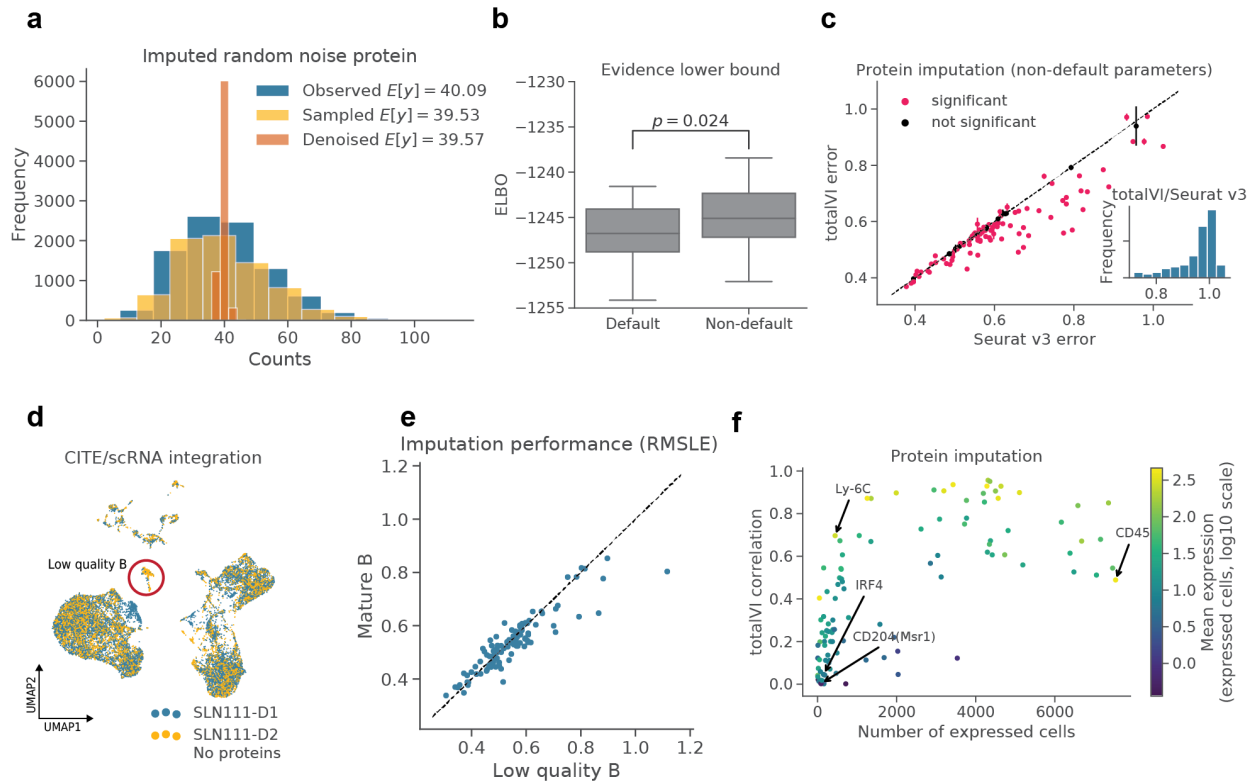 a
Imputed random noise protein
6000
5000
4000
3000
2000
1000
0
Frequency
Observed E[y] = 40.09
Sampled E[y] = 39.53
Denoised E[y] = 39.57
0 20 40 60 80 100
Counts
b
Evidence lower bound
−1230
−1235
−1240
−1245
−1250
−1255
ELBO
p = 0.024
Default Non-default
c
Protein imputation (non-default parameters)
significant
not significant
1.0
0.8
0.6
0.4
totalVI error
0.4 0.6 0.8 1.0
Seurat v3 error
totalVI/Seurat v3
Frequency
0.8 1.0
d
CITE/scRNA integration
Low quality B
UMAP2
UMAP1
SLN111-D1
SLN111-D2
No proteins
e
Imputation performance (RMSLE)
1.2
1.0
0.8
0.6
0.4
Mature B
0.4 0.6 0.8 1.0 1.2
Low quality B
f
Protein imputation
1.0
0.8
0.6
0.4
0.2
0.0
totalVI correlation
Ly-6C
CD45
IRF4
CD204(Msr1)
0 2000 4000 6000
Number of expressed cells
2.5
2.0
1.5
1.0
0.5
0.0
Mean expression
(expressed cells, log10 scale)